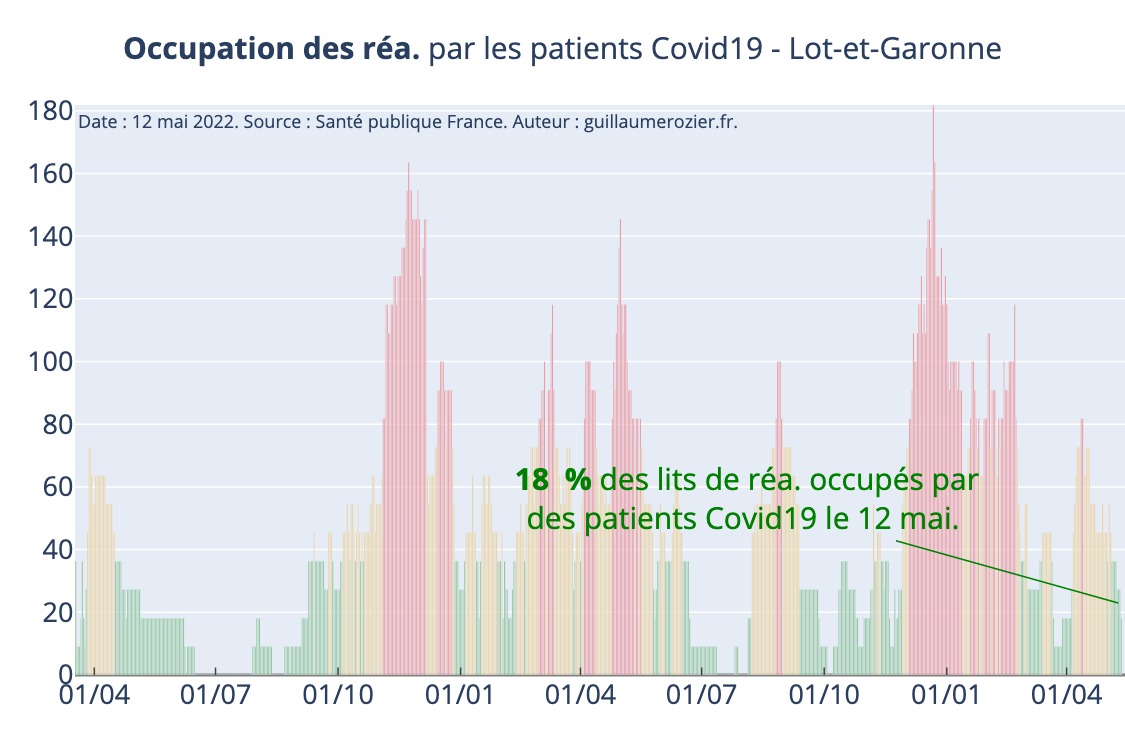 Occupation des réa. par les patients Covid19 - Lot-et-Garonne
180
Date : 12 mai 2022. Source : Santé publique France. Auteur : guillaumerozier.fr.
160
140
120
100
80
60
18 % des lits de réa. occupés par
des patients Covid19 le 12 mai.
40
20
0
01/04 01/07 01/10 01/01 01/04 01/07 01/10 01/01 01/04